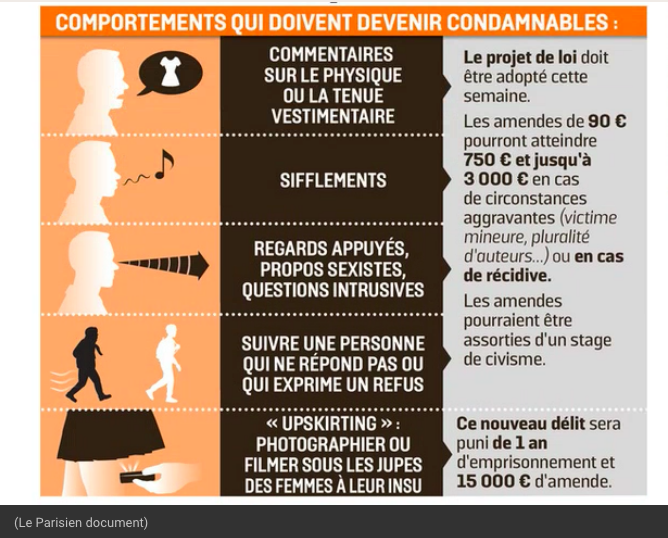 COMPORTEMENTS QUI DOIVENT DEVENIR CONDAMNABLES :
COMMENTAIRES
SUR LE PHYSIQUE
OU LA TENUE
VESTIMENTAIRE
SIFFLEMENTS
REGARDS APPUYÉS,
PROPOS SEXISTES,
QUESTIONS INTRUSIVES
SUIVRE UNE PERSONNE
QUI NE RÉPOND PAS OU
QUI EXPRIME UN REFUS
« UPSKIRTING » :
PHOTOGRAPHIER OU
FILMER SOUS LES JUPES
DES FEMMES À LEUR INSU
Le projet de loi doit
être adopté cette
semaine.
Les amendes de 90 €
pourront atteindre
750 € et jusqu'à
3 000 € en cas
de circonstances
aggravantes (victime
mineure, pluralité
d'auteurs...) ou en cas
de récidive.
Les amendes
pourraient être
assorties d'un stage
de civisme.
Ce nouveau délit sera
puni de 1 an
d'emprisonnement et
15 000 € d'amende.
(Le Parisien document)